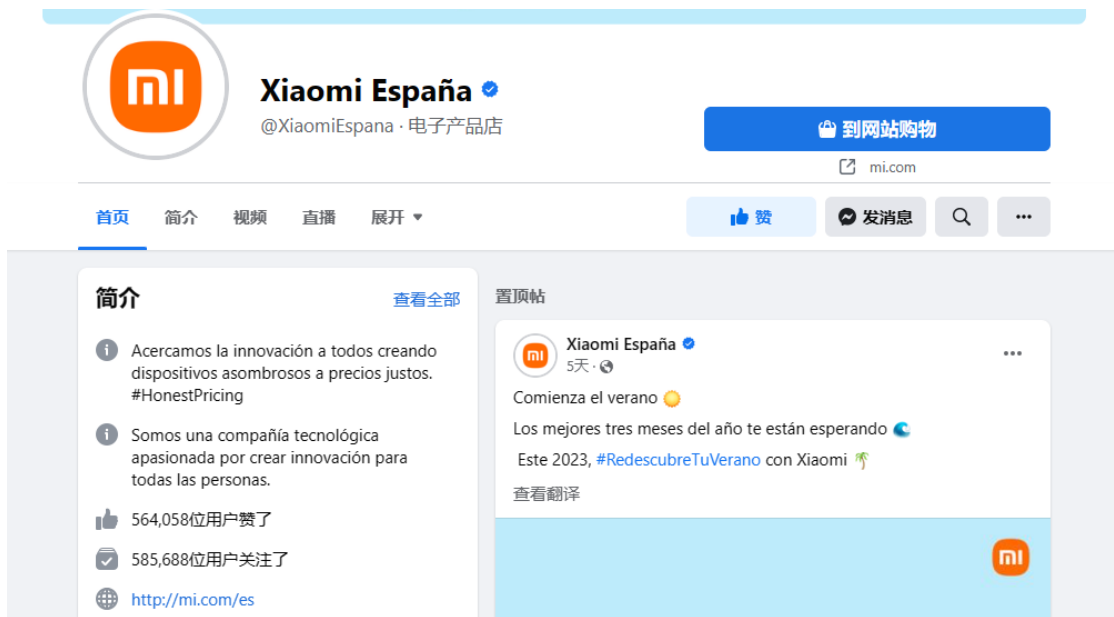 mi
Xiaomi España
@XiaomiEspana · 电子产品店
到网站购物
mi.com
首页 简介 视频 直播 展开
赞 发消息
简介 查看全部
Acercamos la innovación a todos creando
dispositivos asombrosos a precios justos.
#HonestPricing
Somos una compañía tecnológica
apasionada por crear innovación para
todas las personas.
564,058位用户赞了
585,688位用户关注了
http://mi.com/es
置顶帖
mi
Xiaomi España
5天 ·
Comienza el verano 🌞
Los mejores tres meses del año te están esperando 🌊
Este 2023, #RedescubreTuVerano con Xiaomi 🌴
查看翻译
mi